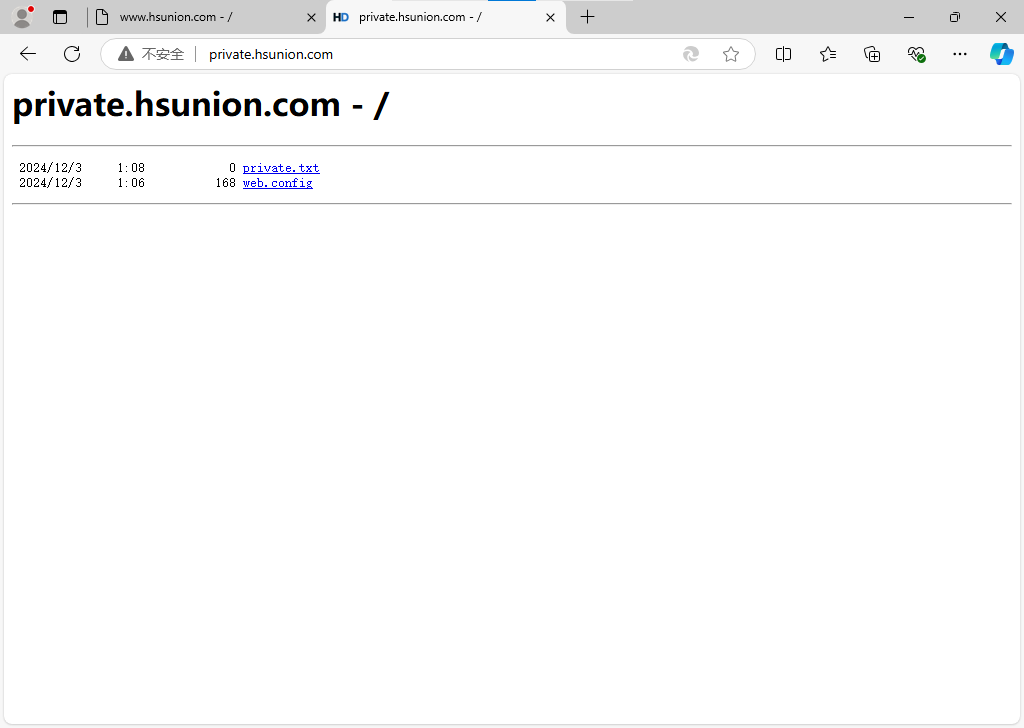 www.hsunion.com - /
HD private.hsunion.com - /
不安全 private.hsunion.com
private.hsunion.com - /
2024/12/3 1:08 0 private.txt
2024/12/3 1:06 168 web.config